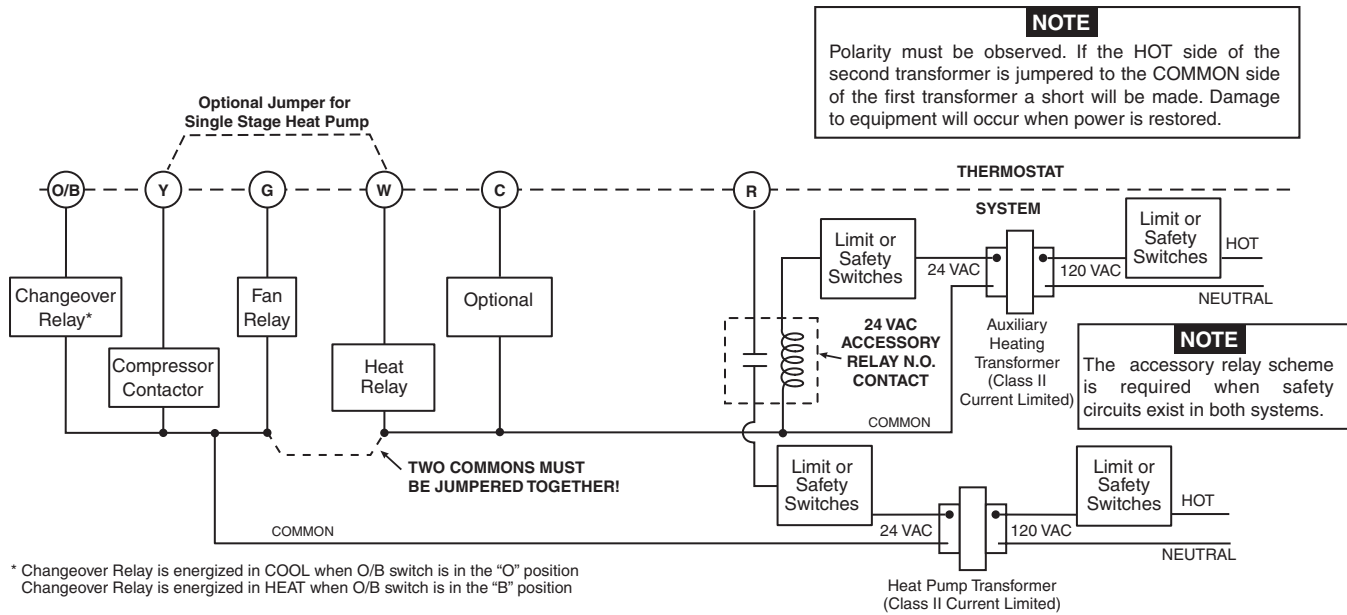 NOTE
Polarity must be observed. If the HOT side of the
second transformer is jumpered to the COMMON side
of the first transformer a short will be made. Damage
to equipment will occur when power is restored.
Optional Jumper for
Single Stage Heat Pump
O/B
Y
G
W
C
R
THERMOSTAT
SYSTEM
Changeover
Relay*
Compressor
Contactor
Fan
Relay
Heat
Relay
Optional
24 VAC
ACCESSORY
RELAY N.O.
CONTACT
Limit or
Safety
Switches
24 VAC
120 VAC
Limit or
Safety
Switches
HOT
NEUTRAL
Auxiliary
Heating
Transformer
(Class II
Current Limited)
NOTE
The accessory relay scheme
is required when safety
circuits exist in both systems.
COMMON
TWO COMMONS MUST
BE JUMPERED TOGETHER!
Limit or
Safety
Switches
24 VAC
120 VAC
Limit or
Safety
Switches
HOT
NEUTRAL
COMMON
Heat Pump Transformer
(Class II Current Limited)
* Changeover Relay is energized in COOL when O/B switch is in the “O” position
Changeover Relay is energized in HEAT when O/B switch is in the “B” position